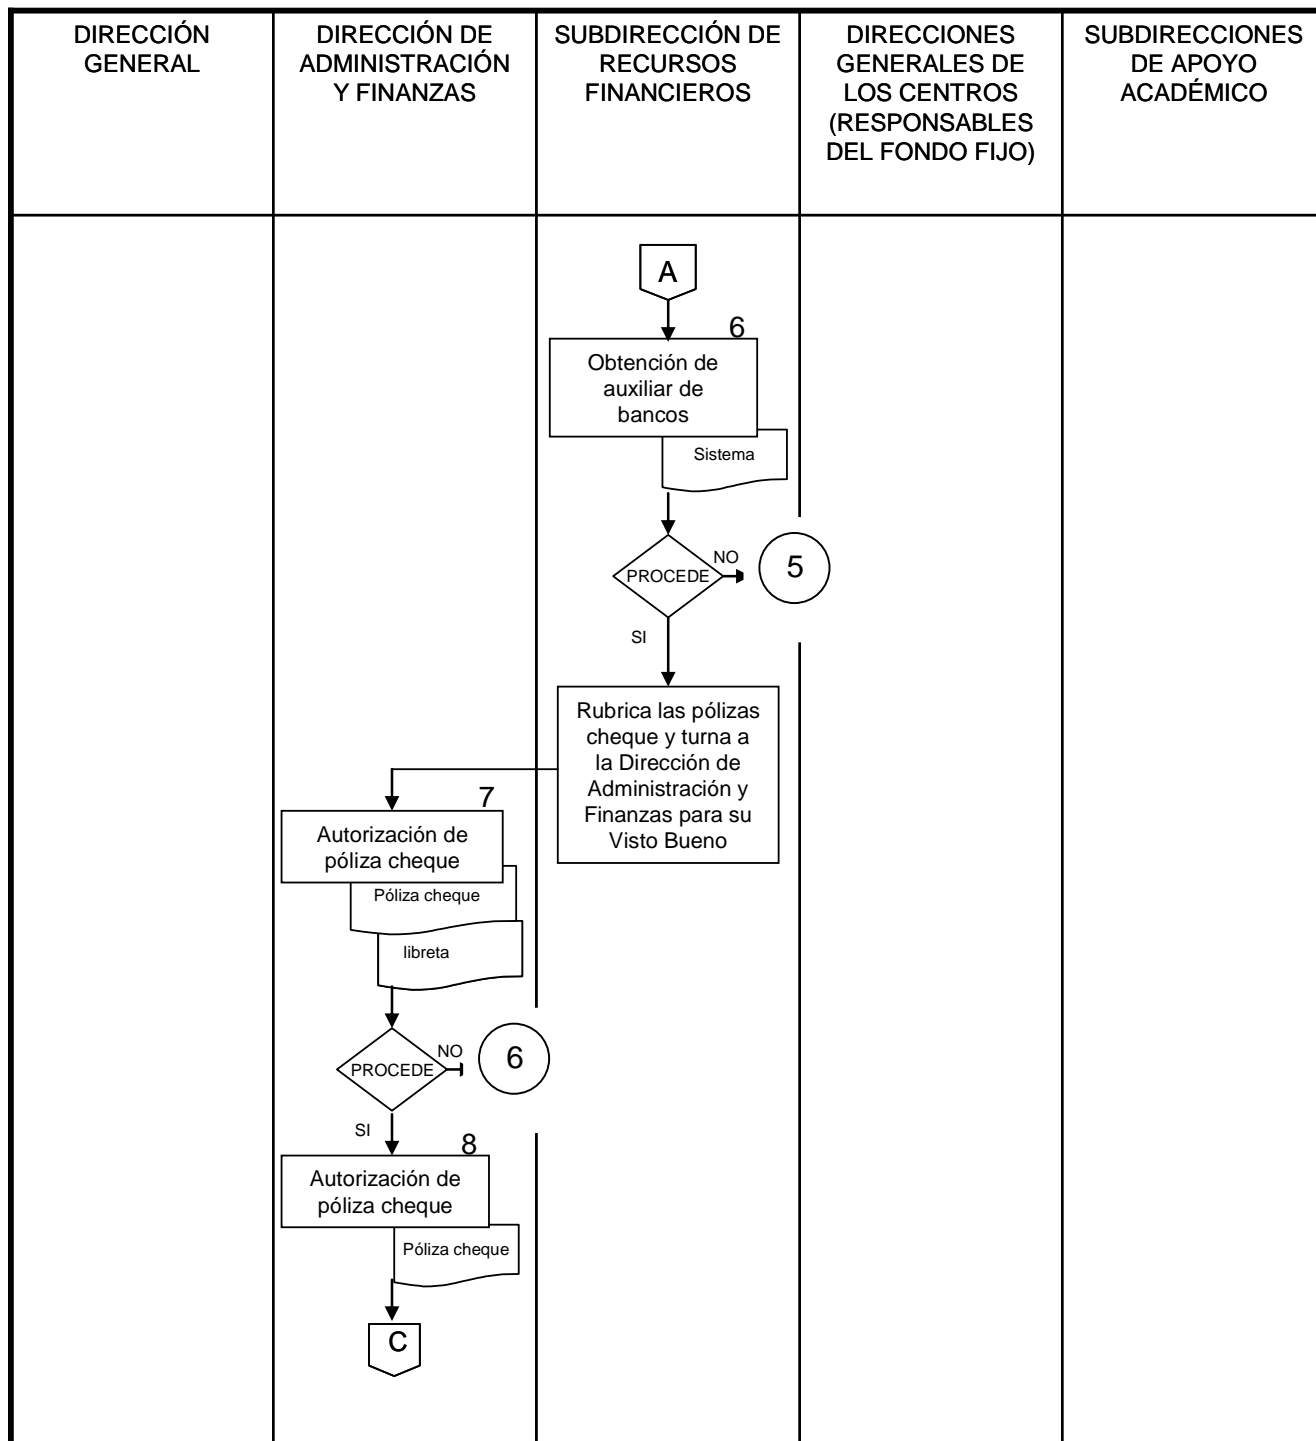 DIRECCIÓN
GENERAL
DIRECCIÓN DE
ADMINISTRACIÓN
Y FINANZAS
SUBDIRECCIÓN DE
RECURSOS
FINANCIEROS
DIRECCIONES
GENERALES DE
LOS CENTROS
(RESPONSABLES
DEL FONDO FIJO)
SUBDIRECCIONES
DE APOYO
ACADÉMICO
A
6
Obtención de
auxiliar de
bancos
Sistema
PROCEDE
NO
5
SI
Rubrica las pólizas
cheque y turna a
la Dirección de
Administración y
Finanzas para su
Visto Bueno
7
Autorización de
póliza cheque
Póliza cheque
libreta
PROCEDE
NO
6
SI
8
Autorización de
póliza cheque
Póliza cheque
C